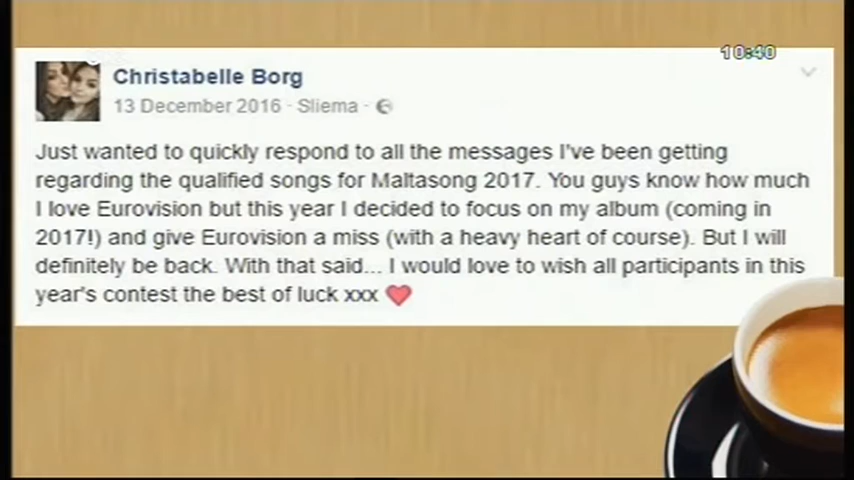 10:40
Christabelle Borg
13 December 2016 · Sliema ·
Just wanted to quickly respond to all the messages I've been getting
regarding the qualified songs for Maltasong 2017. You guys know how much
I love Eurovision but this year I decided to focus on my album (coming in
2017!) and give Eurovision a miss (with a heavy heart of course). But I will
definitely be back. With that said... I would love to wish all participants in this
year's contest the best of luck xxx ❤